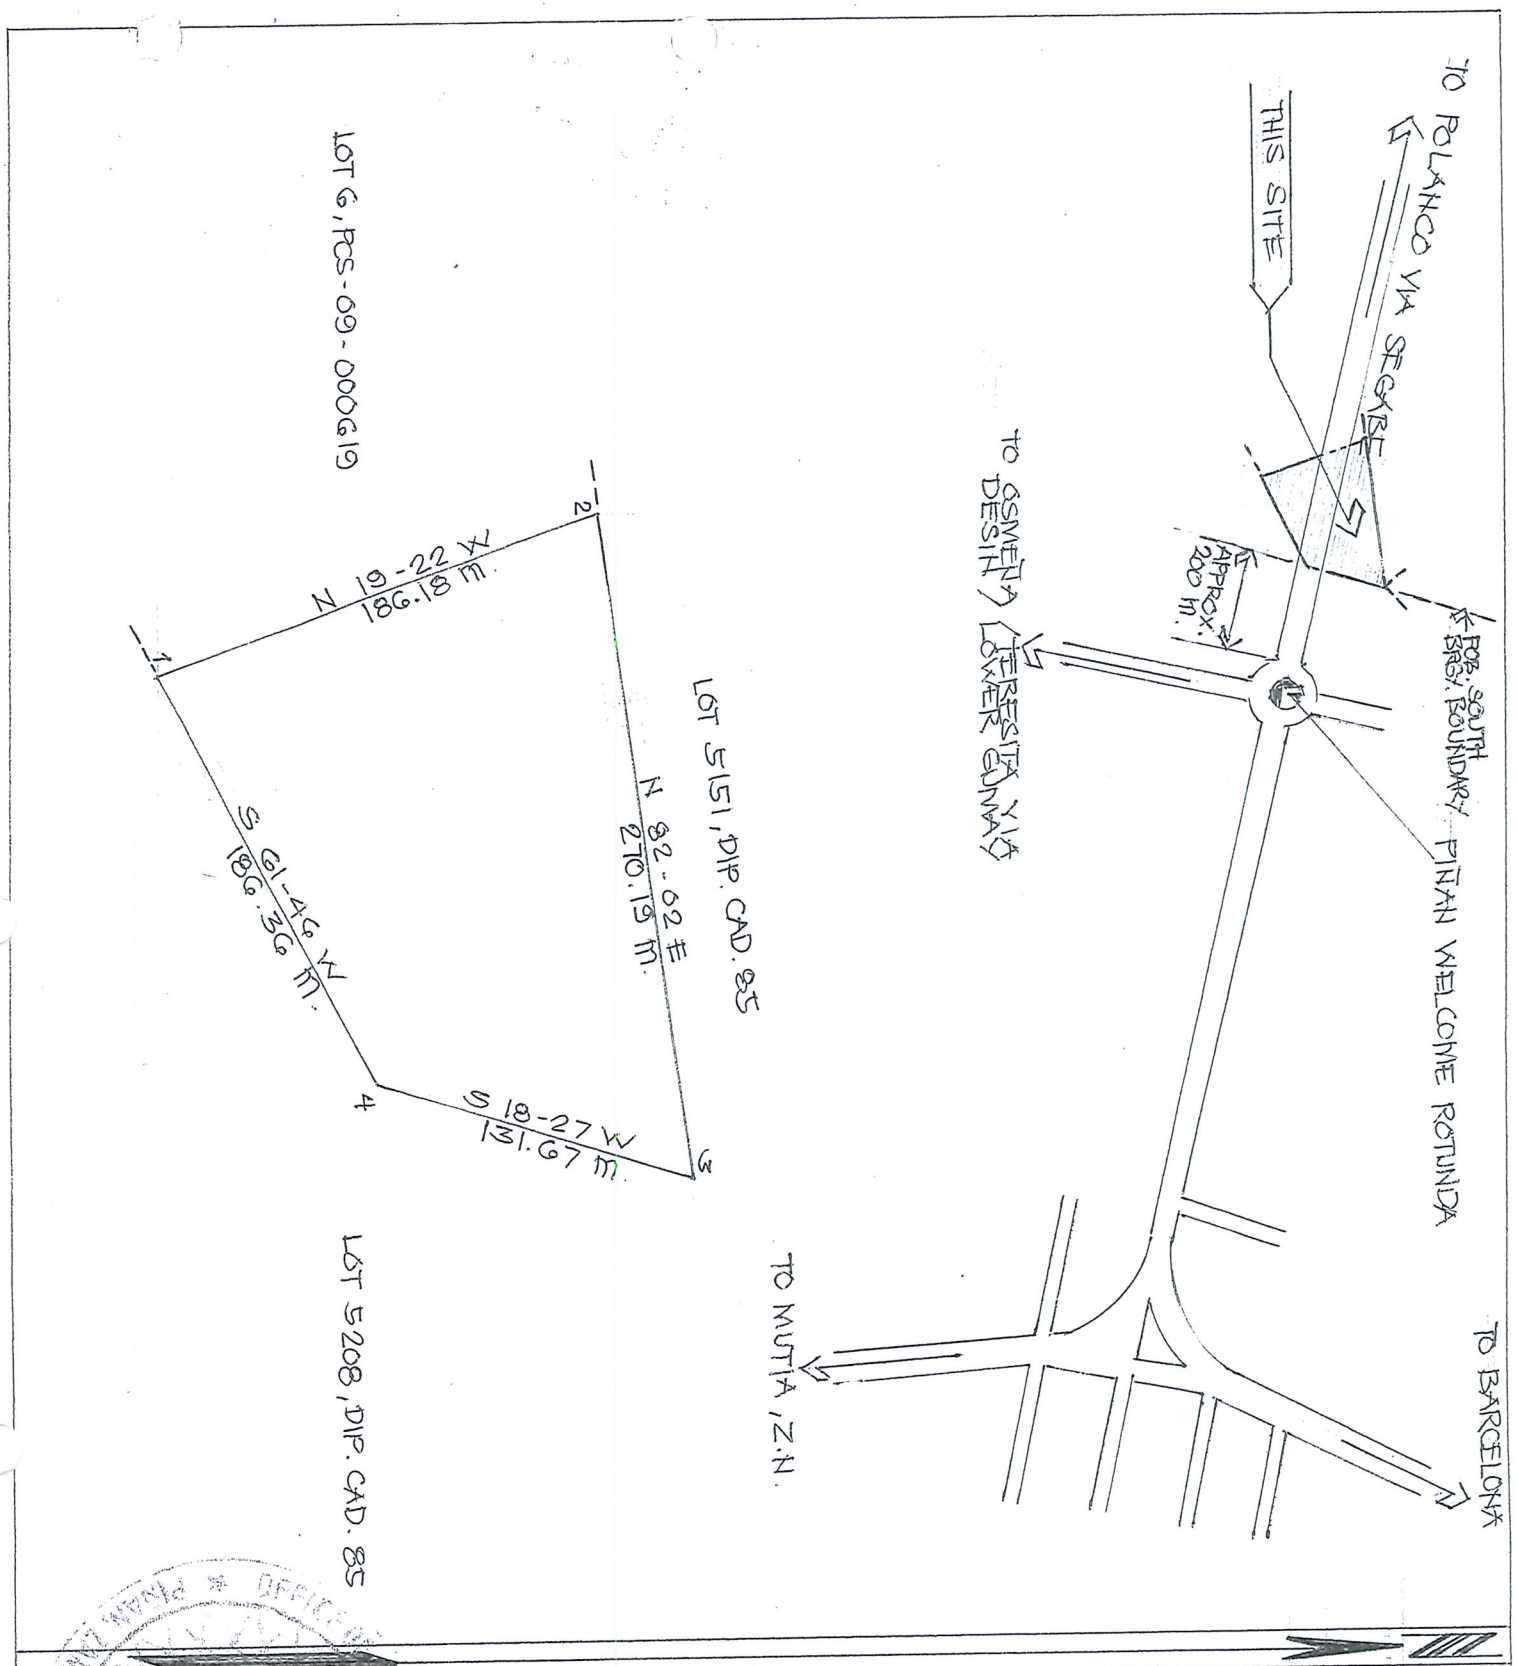 TO POLANCO VIA SEGABE
THIS SITE
TO BARCELONA
POB. SOUTH
BRGY. BOUNDARY
PIÑAN WELCOME ROTUNDA
APPROX.
200 m.
TO OSMEÑA (TERESITA VIA
DESIN) LOWER GUMAY
TO MUTIA, Z.N.
LOT 5151, DIP. CAD. 85
2
N 82-02 E
270.19 m.
3
N 19-22 W
186.18 m.
S 18-27 W
131.67 m.
LOT 6, PCS-09-000619
1
S 61-46 W
186.36 m.
4
LOT 5208, DIP. CAD. 85
PIÑAN